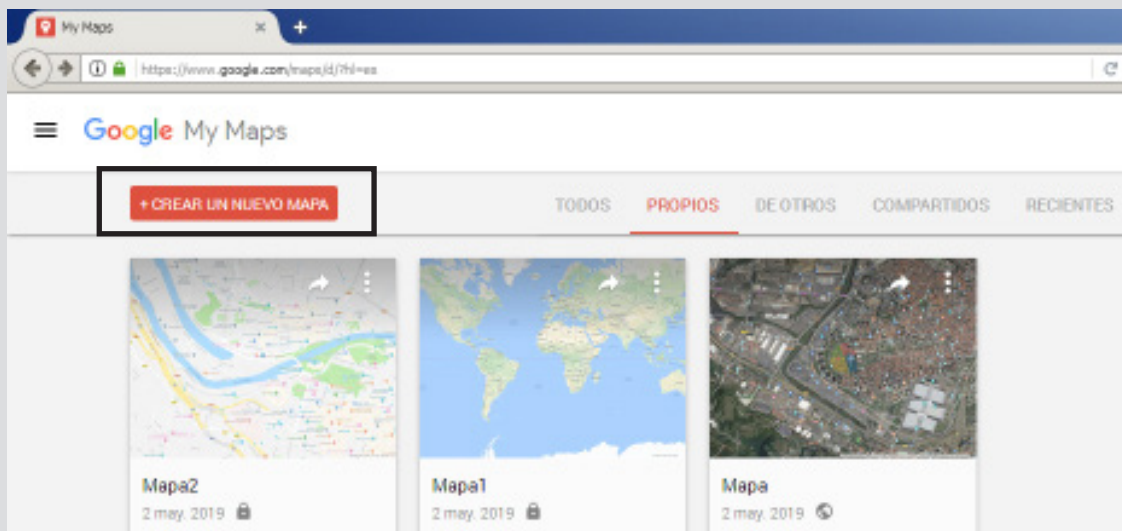 My Maps
https://www.google.com/maps/d/?hl=es
Google My Maps
+ CREAR UN NUEVO MAPA
TODOS PROPIOS DE OTROS COMPARTIDOS RECIENTES
Mapa2 Mapa1 Mapa
2 may. 2019 2 may. 2019 2 may. 2019